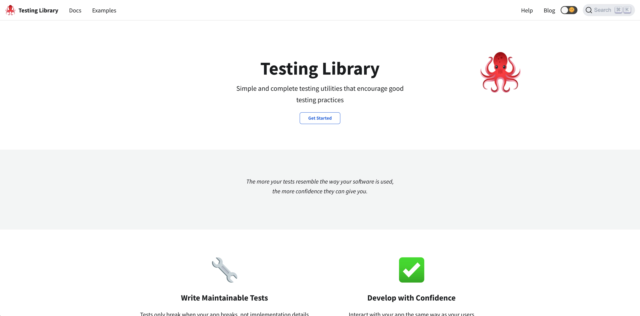 Testing Library
Docs
Examples
Help
Blog
Search
Testing Library
Simple and complete testing utilities that encourage good
testing practices
Get Started
The more your tests resemble the way your software is used,
the more confidence they can give you.
Write Maintainable Tests
Develop with Confidence
Tests only break when your app breaks, not implementation details
Interact with your app the same way as your users